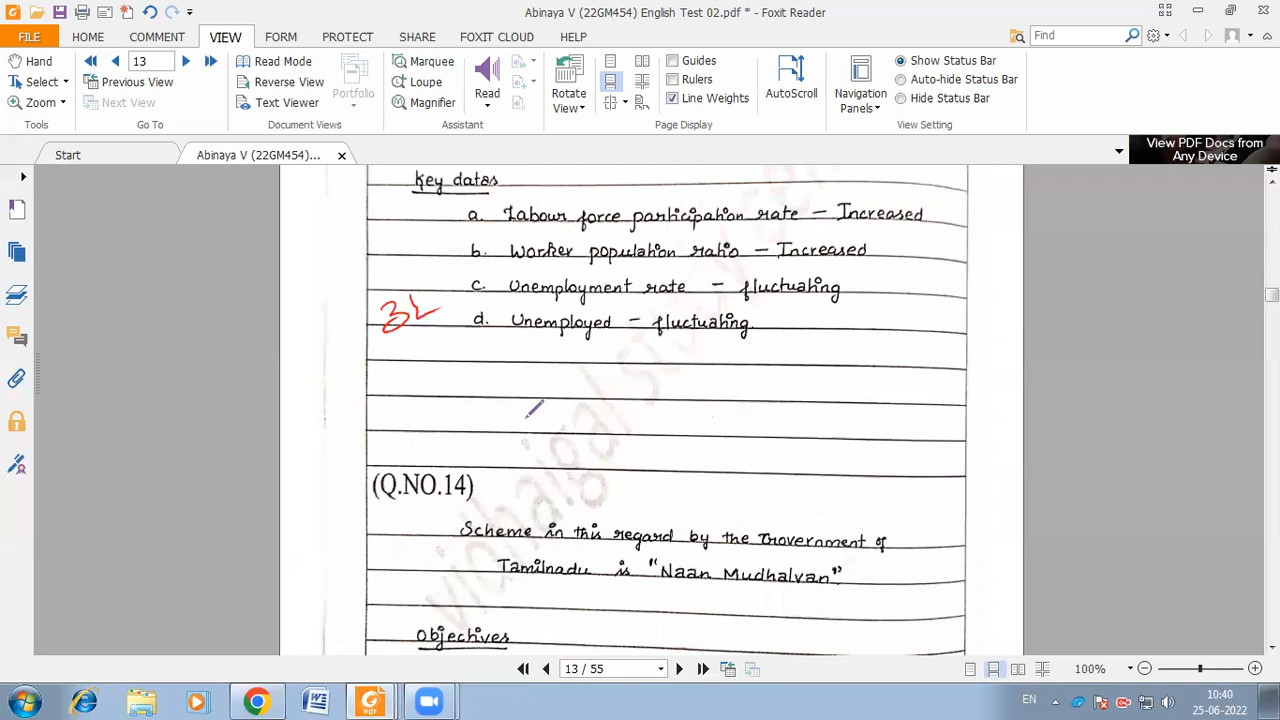 Abinaya V (22GM454) English Test 02.pdf * - Foxit Reader
FILE HOME COMMENT VIEW FORM PROTECT SHARE FOXIT CLOUD HELP Find
Hand 13 Read Mode Marquee Guides Show Status Bar
Select Previous View Reverse View Loupe Rulers Auto-hide Status Bar
Zoom Next View Text Viewer Portfolio Magnifier Read Rotate View Line Weights AutoScroll Navigation Panels Hide Status Bar
Tools Go To Document Views Assistant Page Display View Setting
Start Abinaya V (22GM454)... View PDF Docs from
Any Device
Key datas
a. Labour force participation rate - Increased
b. Worker population ratio - Increased
c. Unemployment rate - fluctuating
d. Unemployed - fluctuating.
(Q.NO.14)
Scheme in this regard by the Government of
Tamilnadu is "Naan Mudhalvan"
Objectives
13 / 55 100%
EN 10:40
25-06-2022